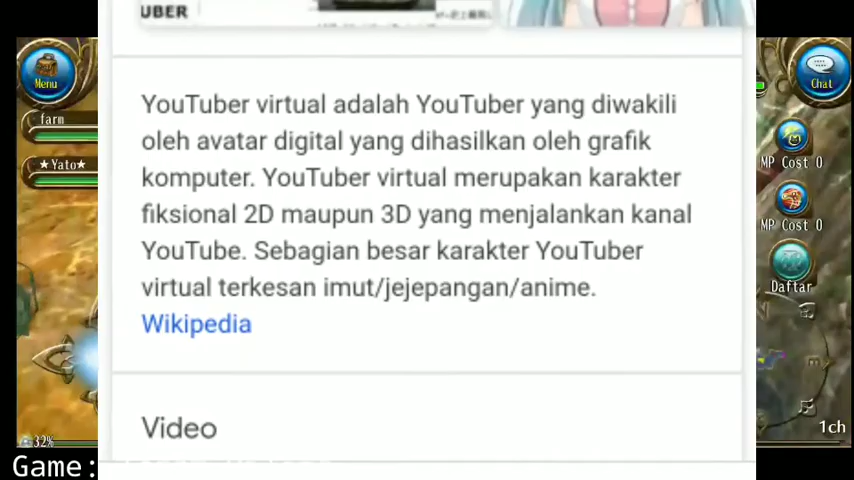 UBER
Menu
Chat
farm
★Yato★
MP Cost 0
MP Cost 0
Daftar
YouTuber virtual adalah YouTuber yang diwakili
oleh avatar digital yang dihasilkan oleh grafik
komputer. YouTuber virtual merupakan karakter
fiksional 2D maupun 3D yang menjalankan kanal
YouTube. Sebagian besar karakter YouTuber
virtual terkesan imut/jejepangan/anime.
Wikipedia
Video
32%
1ch
Game: